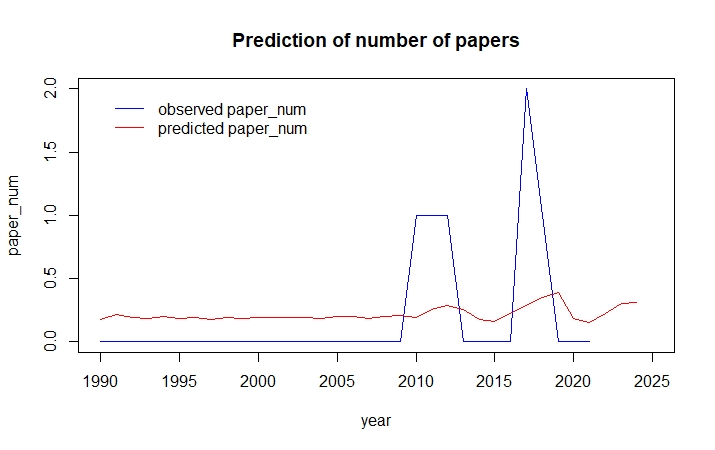 Prediction of number of papers
observed paper_num
predicted paper_num
paper_num
2.0
1.5
1.0
0.5
0.0
1990 1995 2000 2005 2010 2015 2020 2025
year